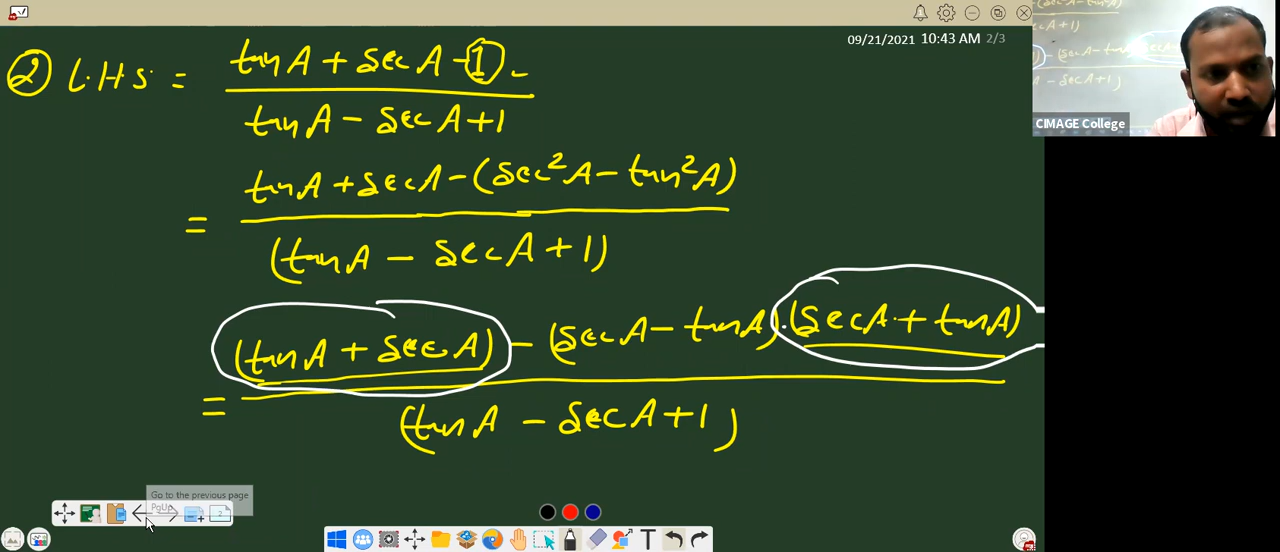 09/21/2021 10:43 AM 2/3
② L.H.S. = tanA + secA - 1
tanA - secA + 1
= tanA + secA - (sec²A - tan²A)
(tanA - secA + 1)
= (tanA + secA) - (secA - tanA).(secA + tanA)
(tanA - secA + 1)
CIMAGE College
Go to the previous page
PgUp
2
T